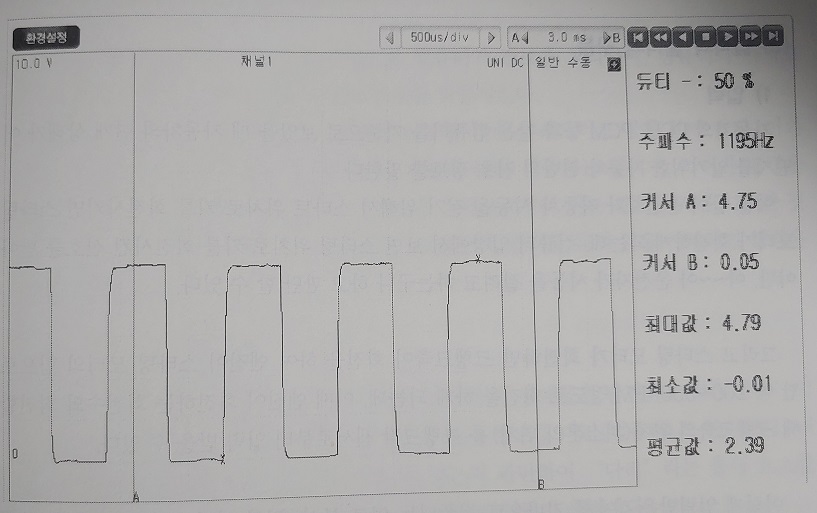 환경설정
500us/div A 3.0 ms B
10.0 V 채널1 UNI DC 일반 수동
듀티 -: 50 %
주파수 : 1195Hz
커서 A: 4.75
커서 B: 0.05
최대값 : 4.79
최소값 : -0.01
평균값 : 2.39
0
A
B